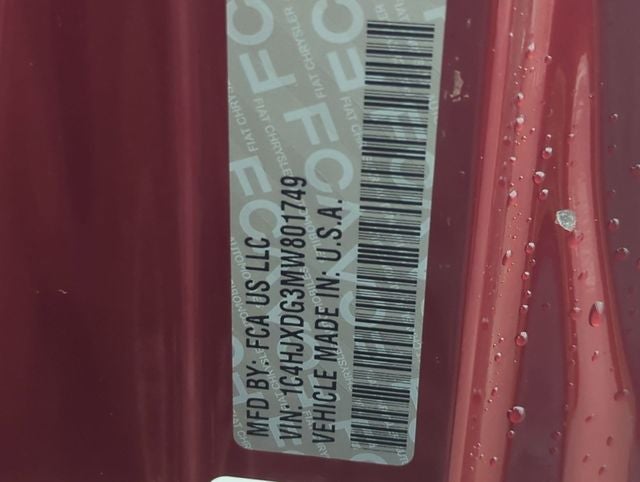 MFD BY: FCA US LLC
VIN: 1C4HJXDG3MW801749
VEHICLE MADE IN: U.S.A.